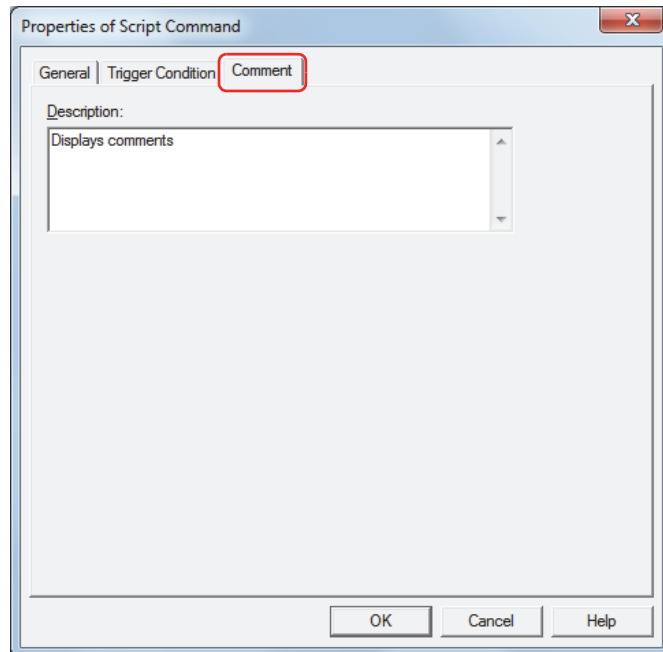 Properties of Script Command
General Trigger Condition Comment
Description:
Displays comments
OK Cancel Help